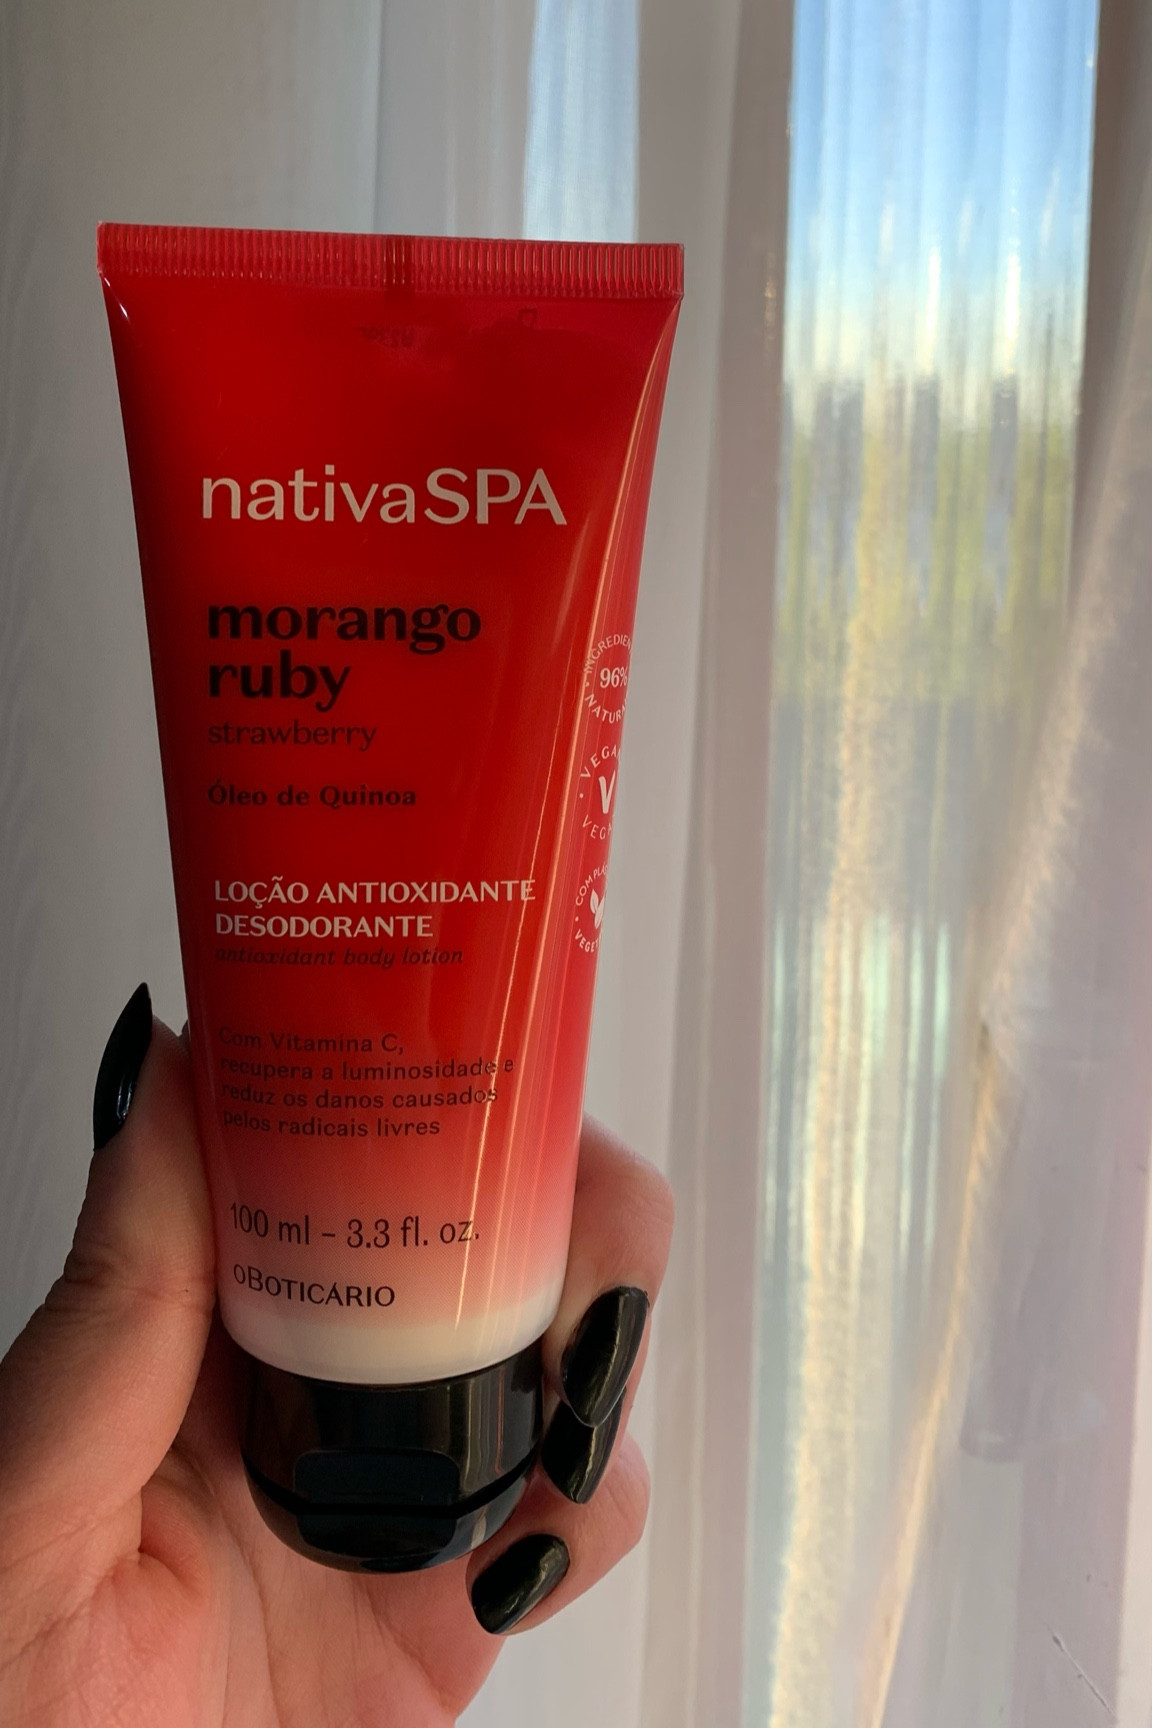 nativaSPA
morango
ruby
strawberry
Óleo de Quinoa
LOÇÃO ANTIOXIDANTE
DESODORANTE
antioxidant body lotion
Com Vitamina C,
recupera a luminosidade e
reduz os danos causados
pelos radicais livres
100 ml – 3.3 fl. oz.
oBOTICÁRIO
96%
V